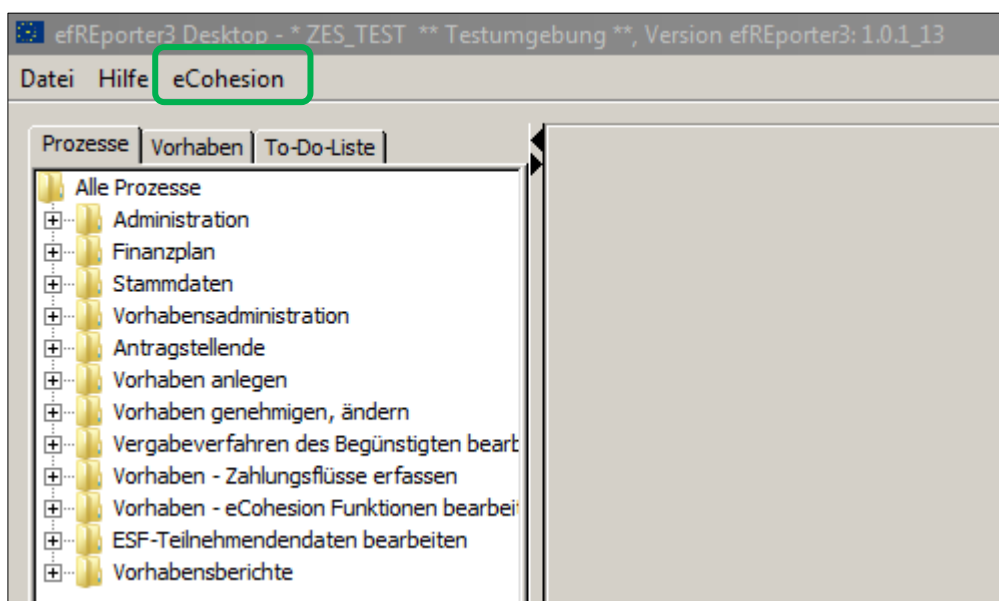 efREporter3 Desktop - * ZES_TEST ** Testumgebung **, Version efREporter3: 1.0.1_13
Datei Hilfe eCohesion
Prozesse Vorhaben To-Do-Liste
Alle Prozesse
Administration
Finanzplan
Stammdaten
Vorhabensadministration
Antragstellende
Vorhaben anlegen
Vorhaben genehmigen, ändern
Vergabeverfahren des Begünstigten bearb
Vorhaben - Zahlungsflüsse erfassen
Vorhaben - eCohesion Funktionen bearbei
ESF-Teilnehmendendaten bearbeiten
Vorhabensberichte